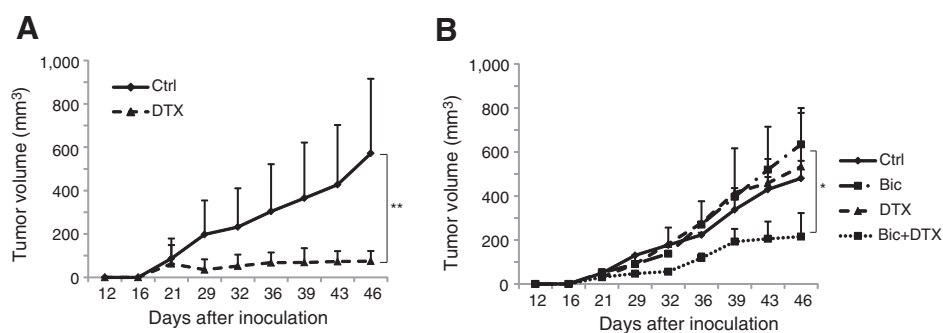 A
Tumor volume (mm3)
1,000
800
600
400
200
0
Ctrl
DTX
**
12 16 21 29 32 36 39 43 46
Days after inoculation
B
Tumor volume (mm3)
1,000
800
600
400
200
0
Ctrl
Bic
DTX
Bic+DTX
*
12 16 21 29 32 36 39 43 46
Days after inoculation